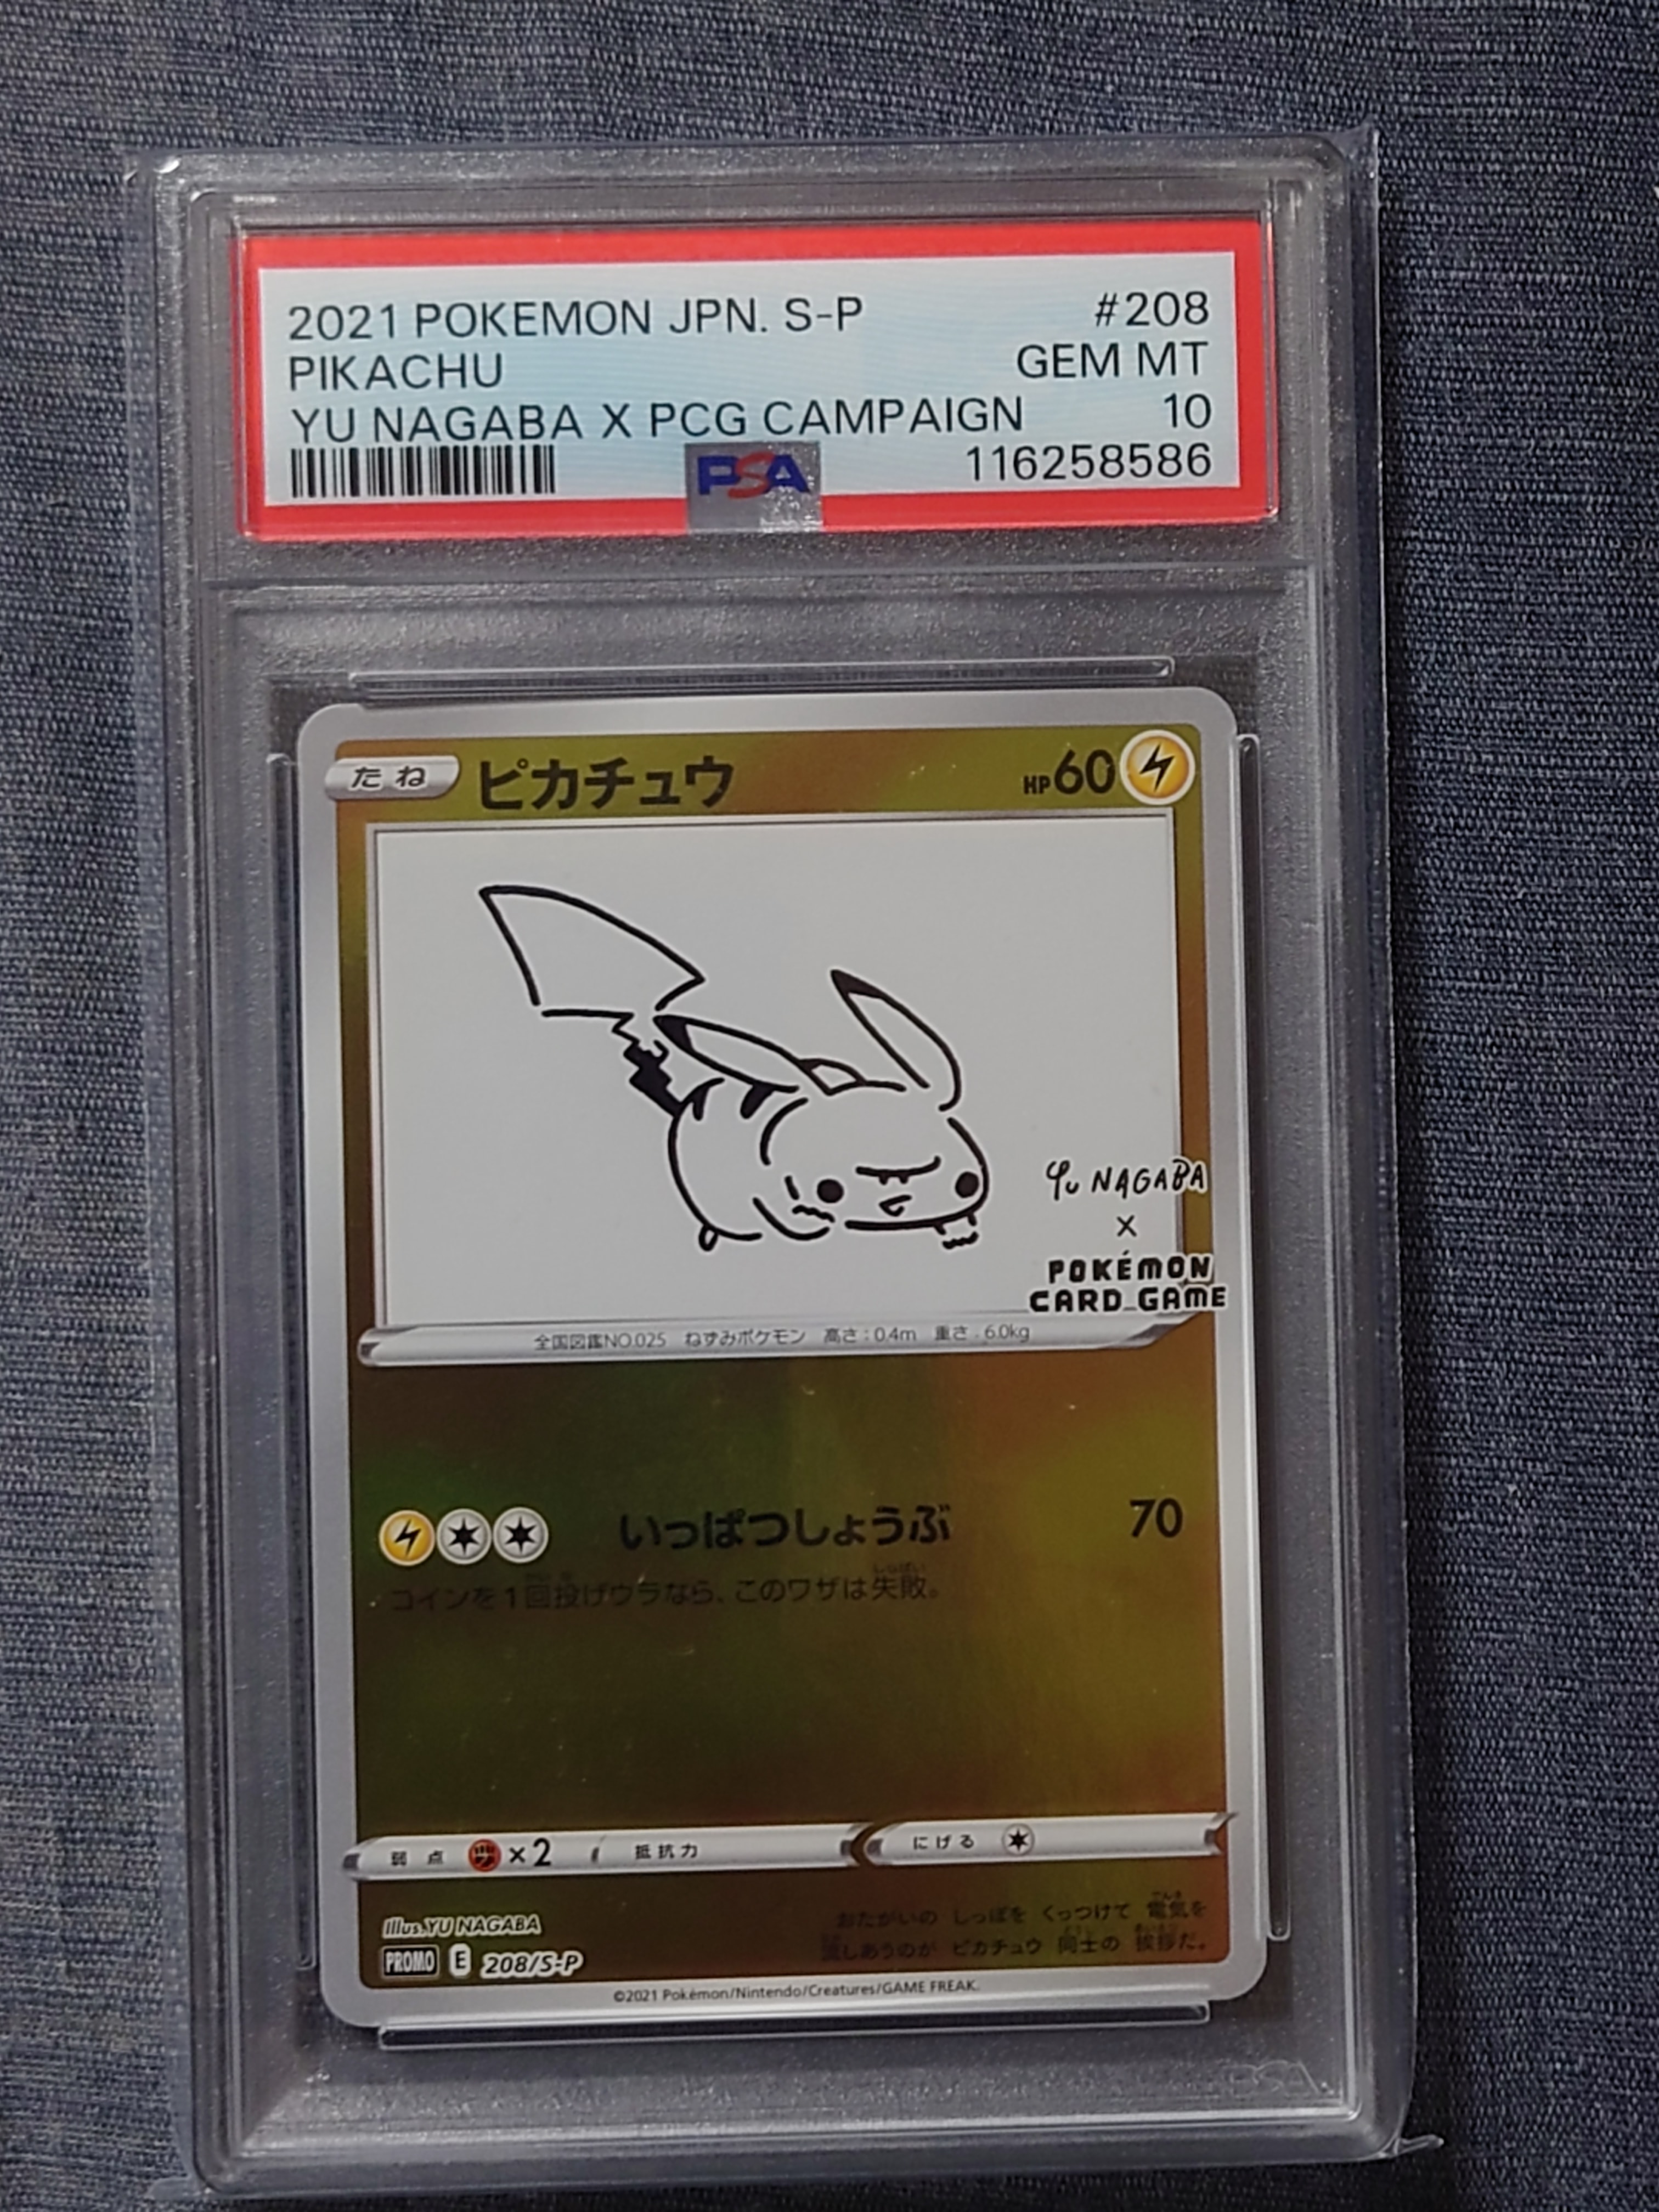 2021 POKEMON JPN. S-P #208
PIKACHU GEM MT
YU NAGABA X PCG CAMPAIGN 10
PSA 116258586
たね ピカチュウ HP60
Yu NAGABA
×
POKÉMON
CARD GAME
全国図鑑NO.025 ねずみポケモン 高さ:0.4m 重さ:6.0kg
いっぱつしょうぶ 70
コインを1回投げウラなら、このワザは失敗。
弱点 ×2 抵抗力 にげる
Illus.YU NAGABA
おたがいの しっぽを くっつけて 電気を
流しあうのが ピカチュウ 同士の 挨拶だ。
PROMO E 208/S-P
©2021 Pokémon/Nintendo/Creatures/GAME FREAK.
PSA